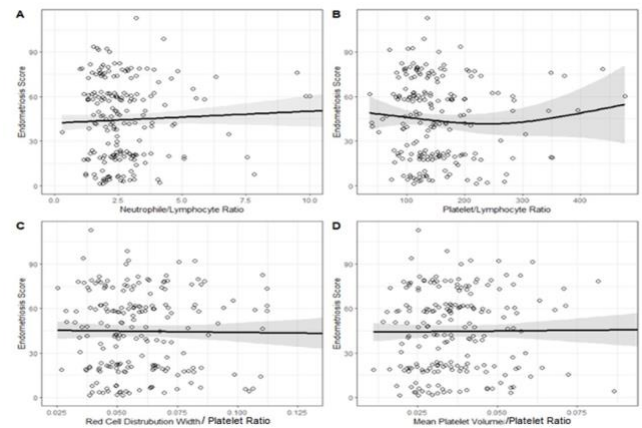 A
Endometriosis Score
90
60
30
0
0.0 2.5 5.0 7.5 10.0
Neutrophile/Lymphocyte Ratio
B
Endometriosis Score
90
60
30
0
100 200 300 400
Platelet/Lymphocyte Ratio
C
Endometriosis Score
90
60
30
0
0.025 0.050 0.075 0.100 0.125
Red Cell Distrubution Width/ Platelet Ratio
D
Endometriosis Score
90
60
30
0
0.025 0.050 0.075
Mean Platelet Volume/Platelet Ratio